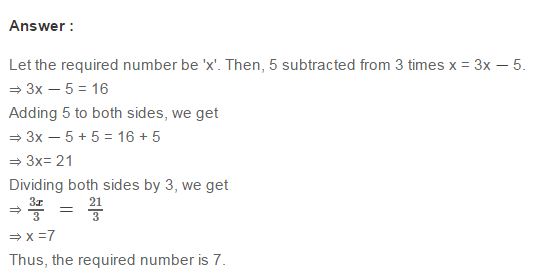 Answer :
Let the required number be 'x'. Then, 5 subtracted from 3 times x = 3x — 5.
⇒ 3x — 5 = 16
Adding 5 to both sides, we get
⇒ 3x — 5 + 5 = 16 + 5
⇒ 3x= 21
Dividing both sides by 3, we get
⇒ 3x/3 = 21/3
⇒ x =7
Thus, the required number is 7.